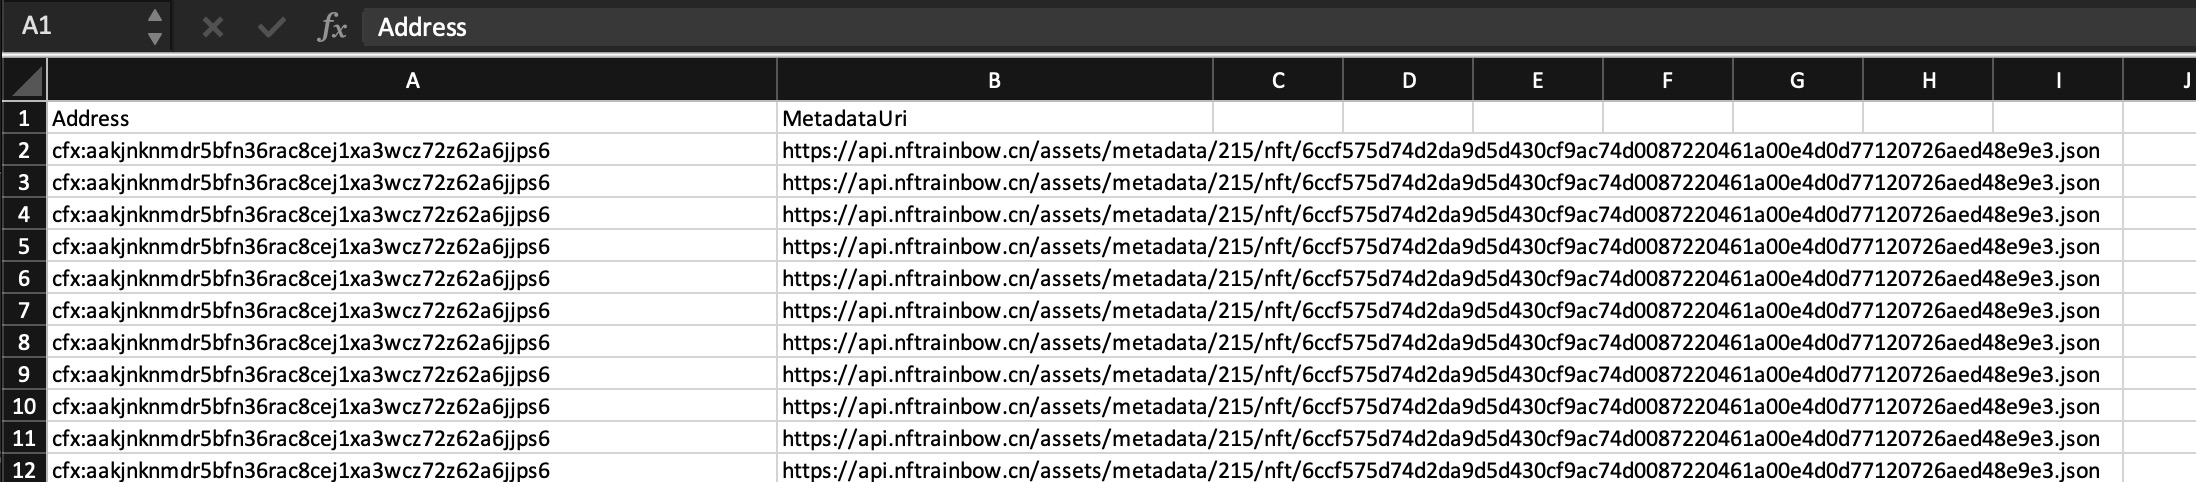 A1 fx Address
A B C D E F G H I J
1 Address MetadataUri
2 cfx:aakjnknmdr5bfn36rac8cej1xa3wcz72z62a6jjps6 https://api.nftrainbow.cn/assets/metadata/215/nft/6ccf575d74d2da9d5d430cf9ac74d0087220461a00e4d0d77120726aed48e9e3.json
3 cfx:aakjnknmdr5bfn36rac8cej1xa3wcz72z62a6jjps6 https://api.nftrainbow.cn/assets/metadata/215/nft/6ccf575d74d2da9d5d430cf9ac74d0087220461a00e4d0d77120726aed48e9e3.json
4 cfx:aakjnknmdr5bfn36rac8cej1xa3wcz72z62a6jjps6 https://api.nftrainbow.cn/assets/metadata/215/nft/6ccf575d74d2da9d5d430cf9ac74d0087220461a00e4d0d77120726aed48e9e3.json
5 cfx:aakjnknmdr5bfn36rac8cej1xa3wcz72z62a6jjps6 https://api.nftrainbow.cn/assets/metadata/215/nft/6ccf575d74d2da9d5d430cf9ac74d0087220461a00e4d0d77120726aed48e9e3.json
6 cfx:aakjnknmdr5bfn36rac8cej1xa3wcz72z62a6jjps6 https://api.nftrainbow.cn/assets/metadata/215/nft/6ccf575d74d2da9d5d430cf9ac74d0087220461a00e4d0d77120726aed48e9e3.json
7 cfx:aakjnknmdr5bfn36rac8cej1xa3wcz72z62a6jjps6 https://api.nftrainbow.cn/assets/metadata/215/nft/6ccf575d74d2da9d5d430cf9ac74d0087220461a00e4d0d77120726aed48e9e3.json
8 cfx:aakjnknmdr5bfn36rac8cej1xa3wcz72z62a6jjps6 https://api.nftrainbow.cn/assets/metadata/215/nft/6ccf575d74d2da9d5d430cf9ac74d0087220461a00e4d0d77120726aed48e9e3.json
9 cfx:aakjnknmdr5bfn36rac8cej1xa3wcz72z62a6jjps6 https://api.nftrainbow.cn/assets/metadata/215/nft/6ccf575d74d2da9d5d430cf9ac74d0087220461a00e4d0d77120726aed48e9e3.json
10 cfx:aakjnknmdr5bfn36rac8cej1xa3wcz72z62a6jjps6 https://api.nftrainbow.cn/assets/metadata/215/nft/6ccf575d74d2da9d5d430cf9ac74d0087220461a00e4d0d77120726aed48e9e3.json
11 cfx:aakjnknmdr5bfn36rac8cej1xa3wcz72z62a6jjps6 https://api.nftrainbow.cn/assets/metadata/215/nft/6ccf575d74d2da9d5d430cf9ac74d0087220461a00e4d0d77120726aed48e9e3.json
12 cfx:aakjnknmdr5bfn36rac8cej1xa3wcz72z62a6jjps6 https://api.nftrainbow.cn/assets/metadata/215/nft/6ccf575d74d2da9d5d430cf9ac74d0087220461a00e4d0d77120726aed48e9e3.json